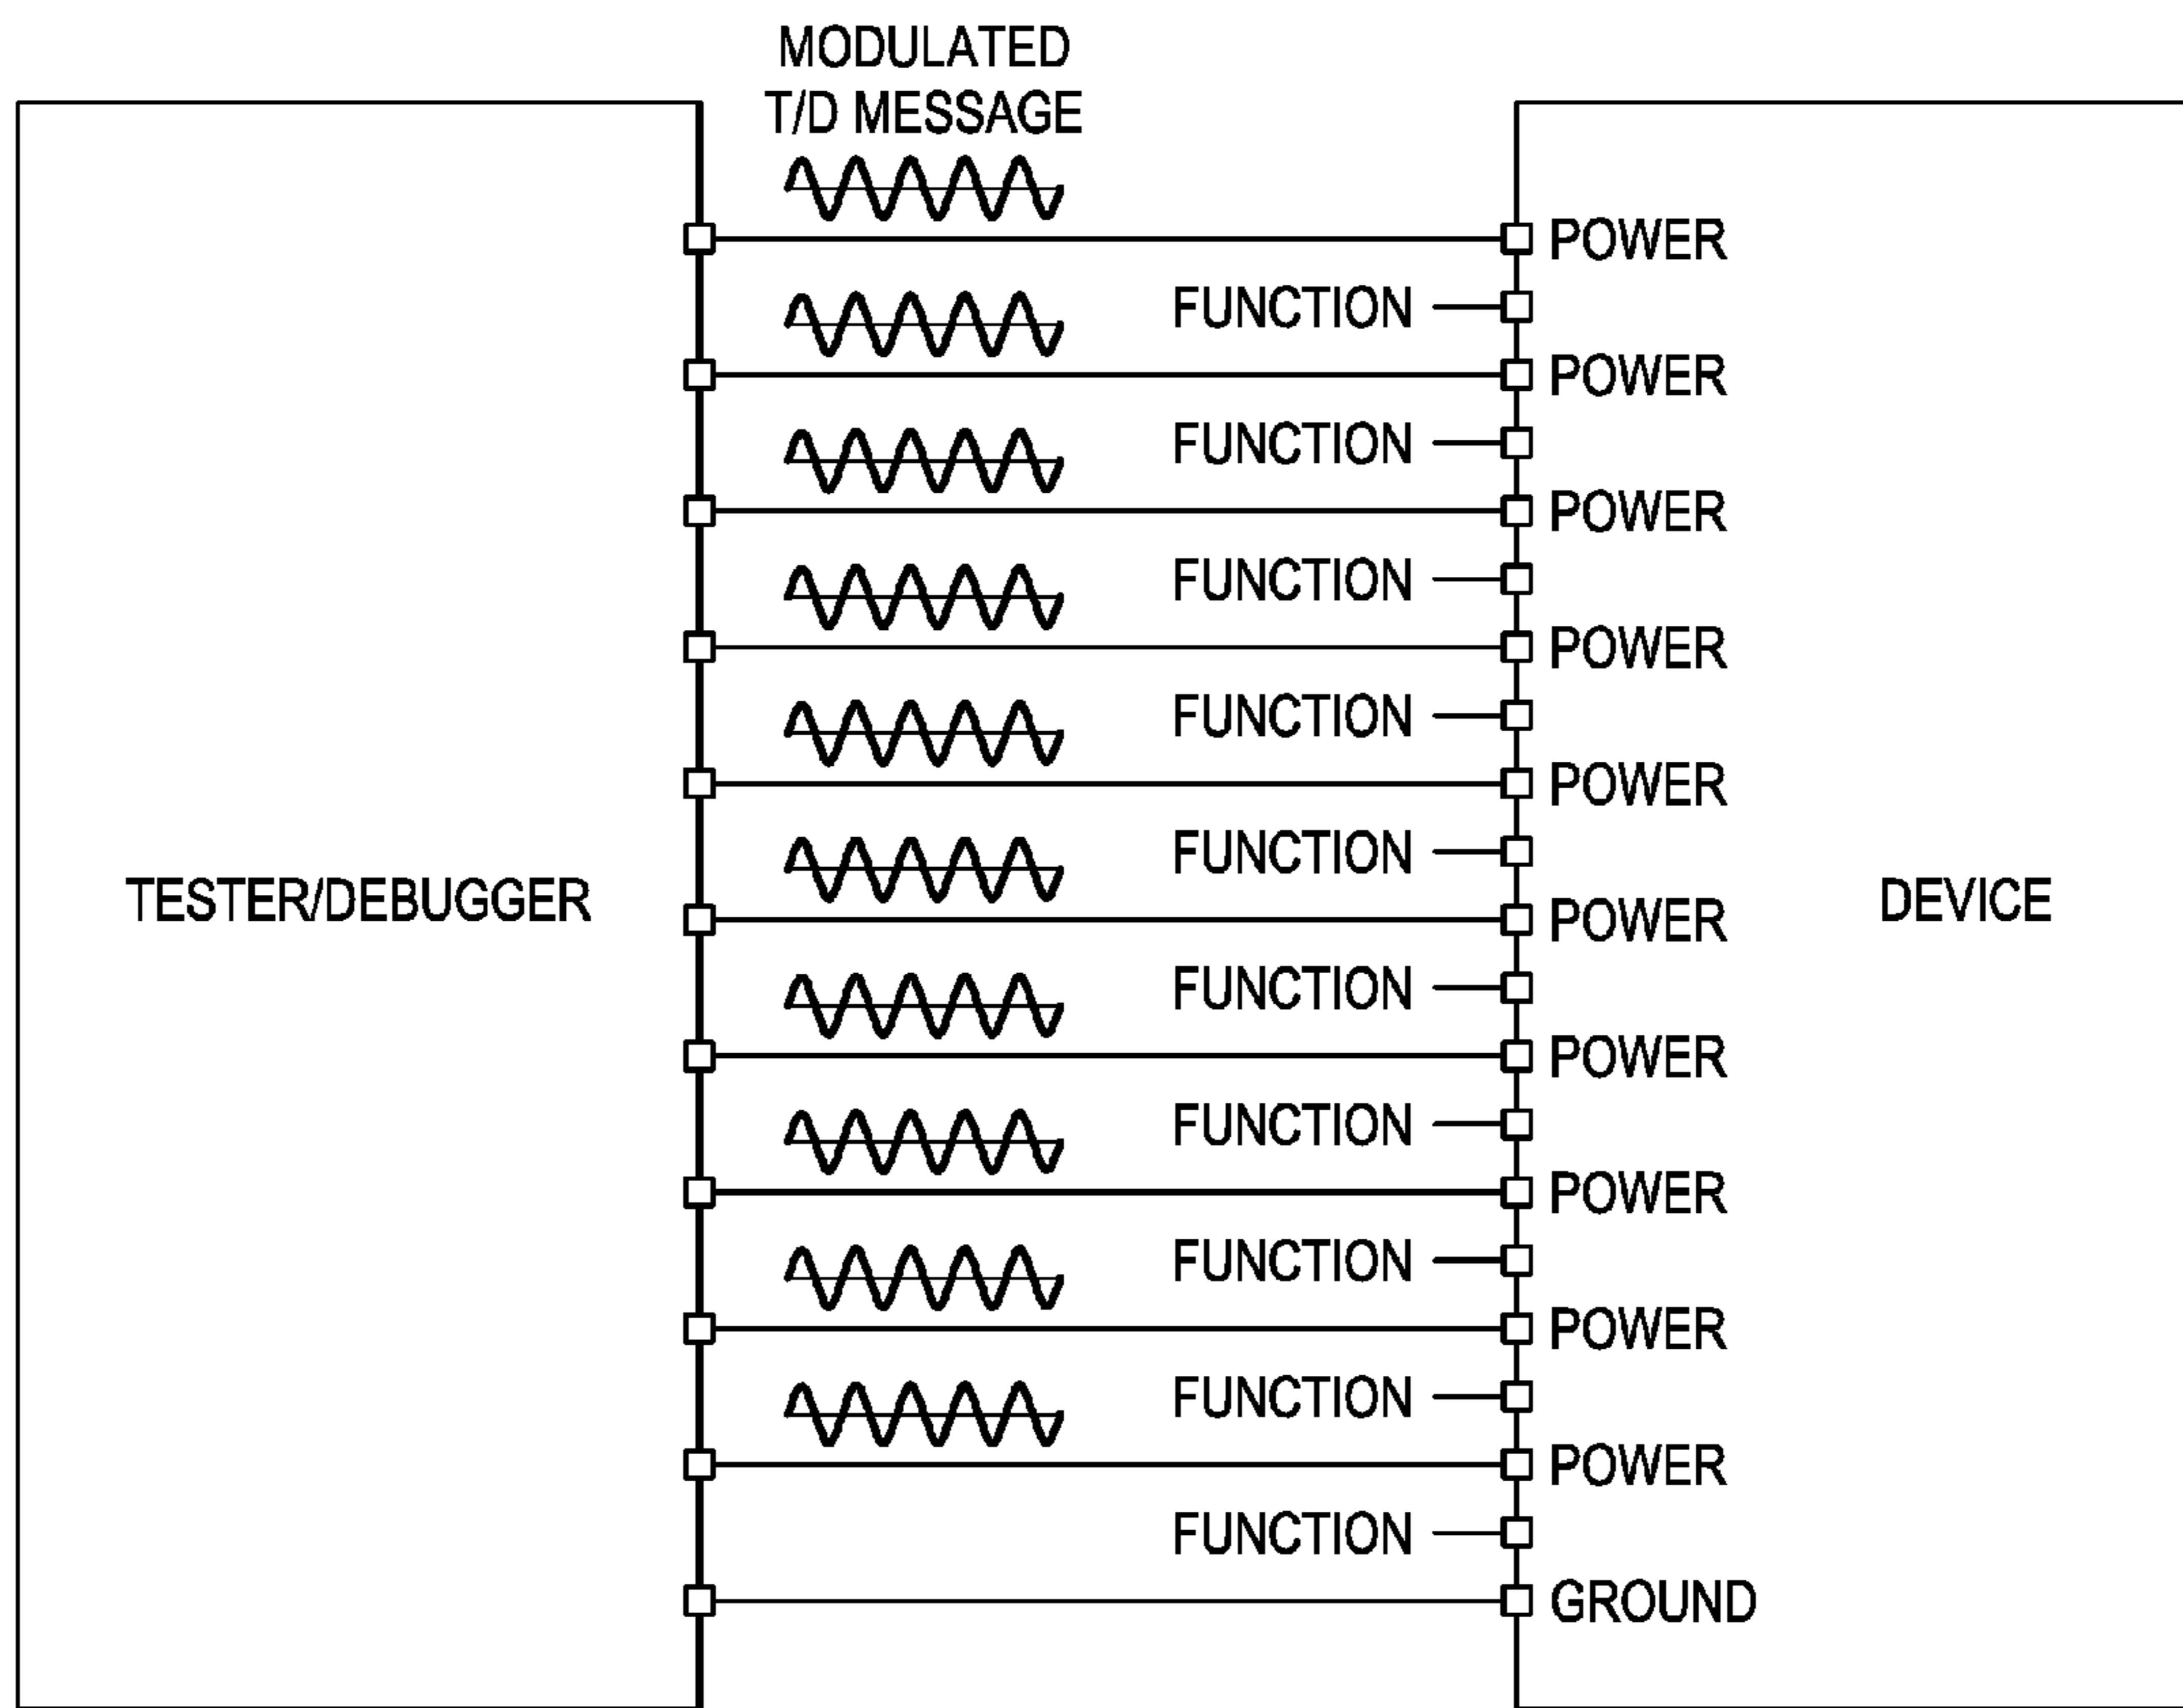 MODULATED
T/D MESSAGE
POWER
FUNCTION
POWER
FUNCTION
POWER
FUNCTION
POWER
FUNCTION
POWER
FUNCTION
TESTER/DEBUGGER
POWER
DEVICE
FUNCTION
POWER
FUNCTION
POWER
FUNCTION
POWER
FUNCTION
POWER
FUNCTION
GROUND